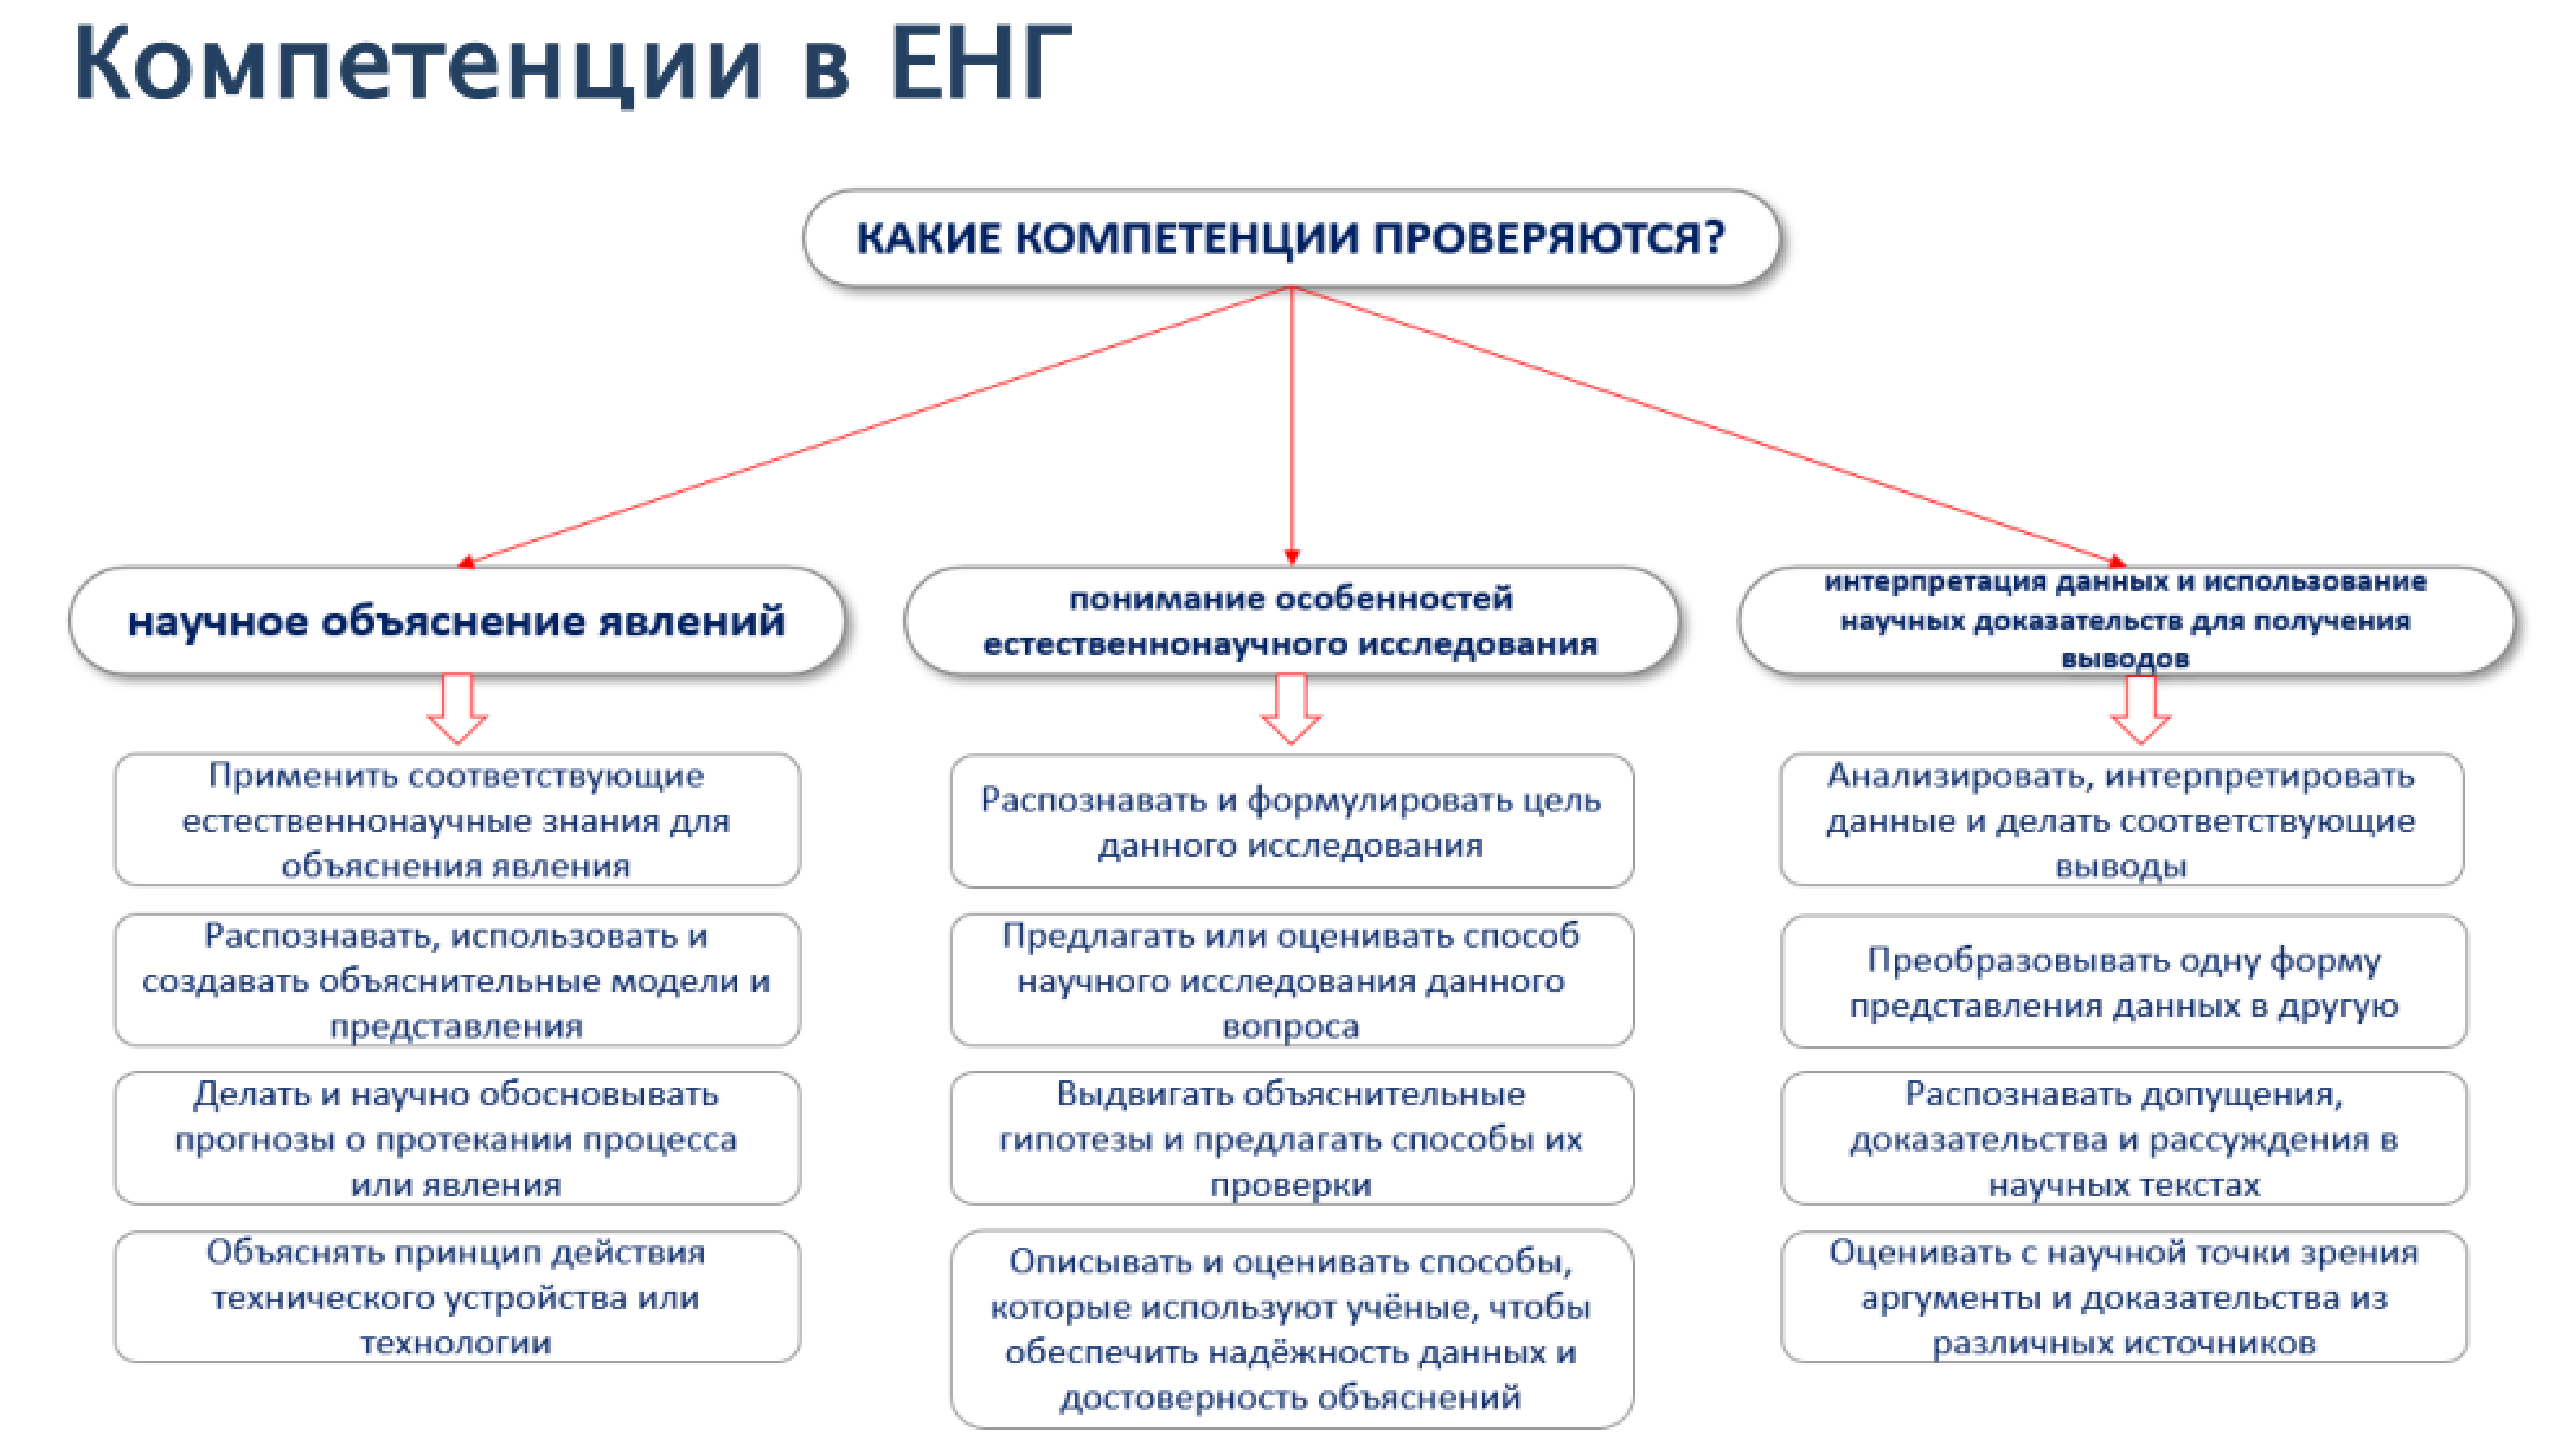 Компетенции в ЕНГ
КАКИЕ КОМПЕТЕНЦИИ ПРОВЕРЯЮТСЯ?
научное объяснение явлений
Применить соответствующие
естественнонаучные знания для
объяснения явления
Распознавать, использовать и
создавать объяснительные модели и
представления
Делать и научно обосновывать
прогнозы о протекании процесса
или явления
Объяснять принцип действия
технического устройства или
технологии
понимание особенностей
естественнонаучного исследования
Распознавать и формулировать цель
данного исследования
Предлагать или оценивать способ
научного исследования данного
вопроса
Выдвигать объяснительные
гипотезы и предлагать способы их
проверки
Описывать и оценивать способы,
которые используют учёные, чтобы
обеспечить надёжность данных и
достоверность объяснений
интерпретация данных и использование
научных доказательств для получения
выводов
Анализировать, интерпретировать
данные и делать соответствующие
выводы
Преобразовывать одну форму
представления данных в другую
Распознавать допущения,
доказательства и рассуждения в
научных текстах
Оценивать с научной точки зрения
аргументы и доказательства из
различных источников